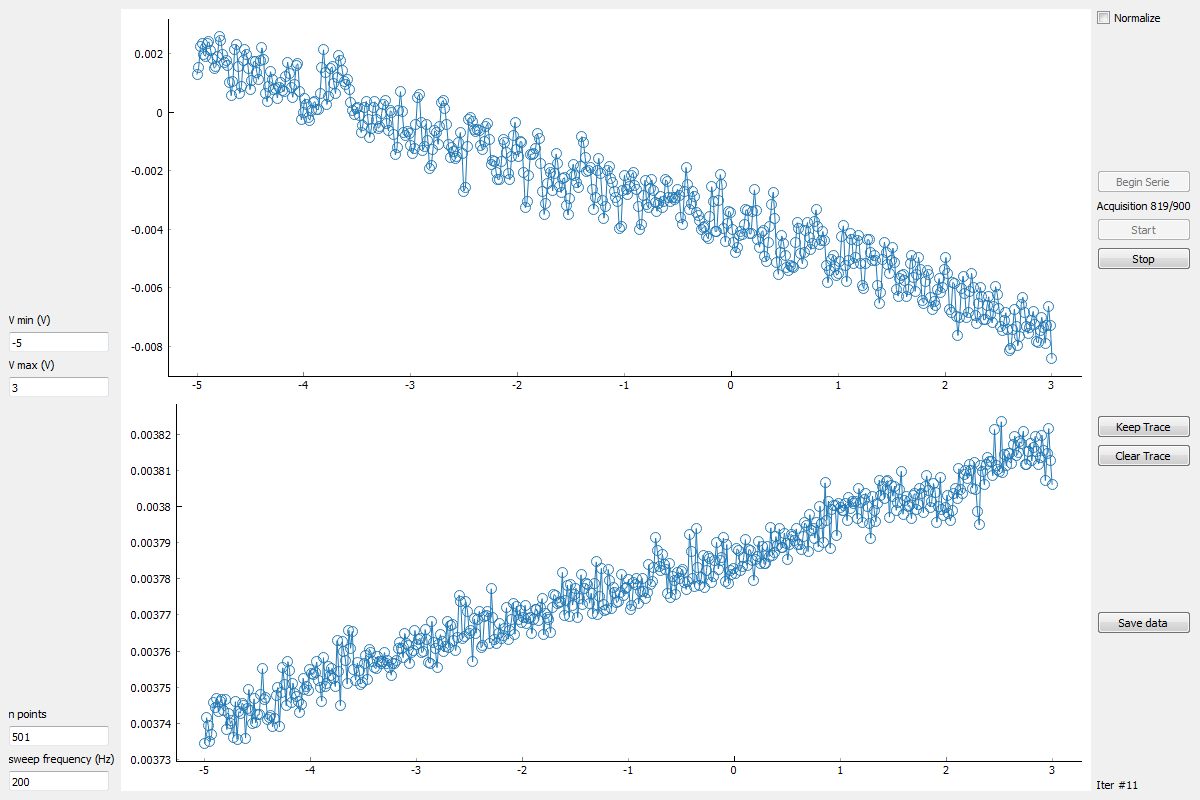 Normalize
0.002
0
-0.002
-0.004
-0.006
-0.008
-5 -4 -3 -2 -1 0 1 2 3
Begin Serie
Acquisition 819/900
Start
Stop
V min (V)
-5
V max (V)
3
0.00382
0.00381
0.0038
0.00379
0.00378
0.00377
0.00376
0.00375
0.00374
0.00373
-5 -4 -3 -2 -1 0 1 2 3
Keep Trace
Clear Trace
Save data
n points
501
sweep frequency (Hz)
200
Iter #11